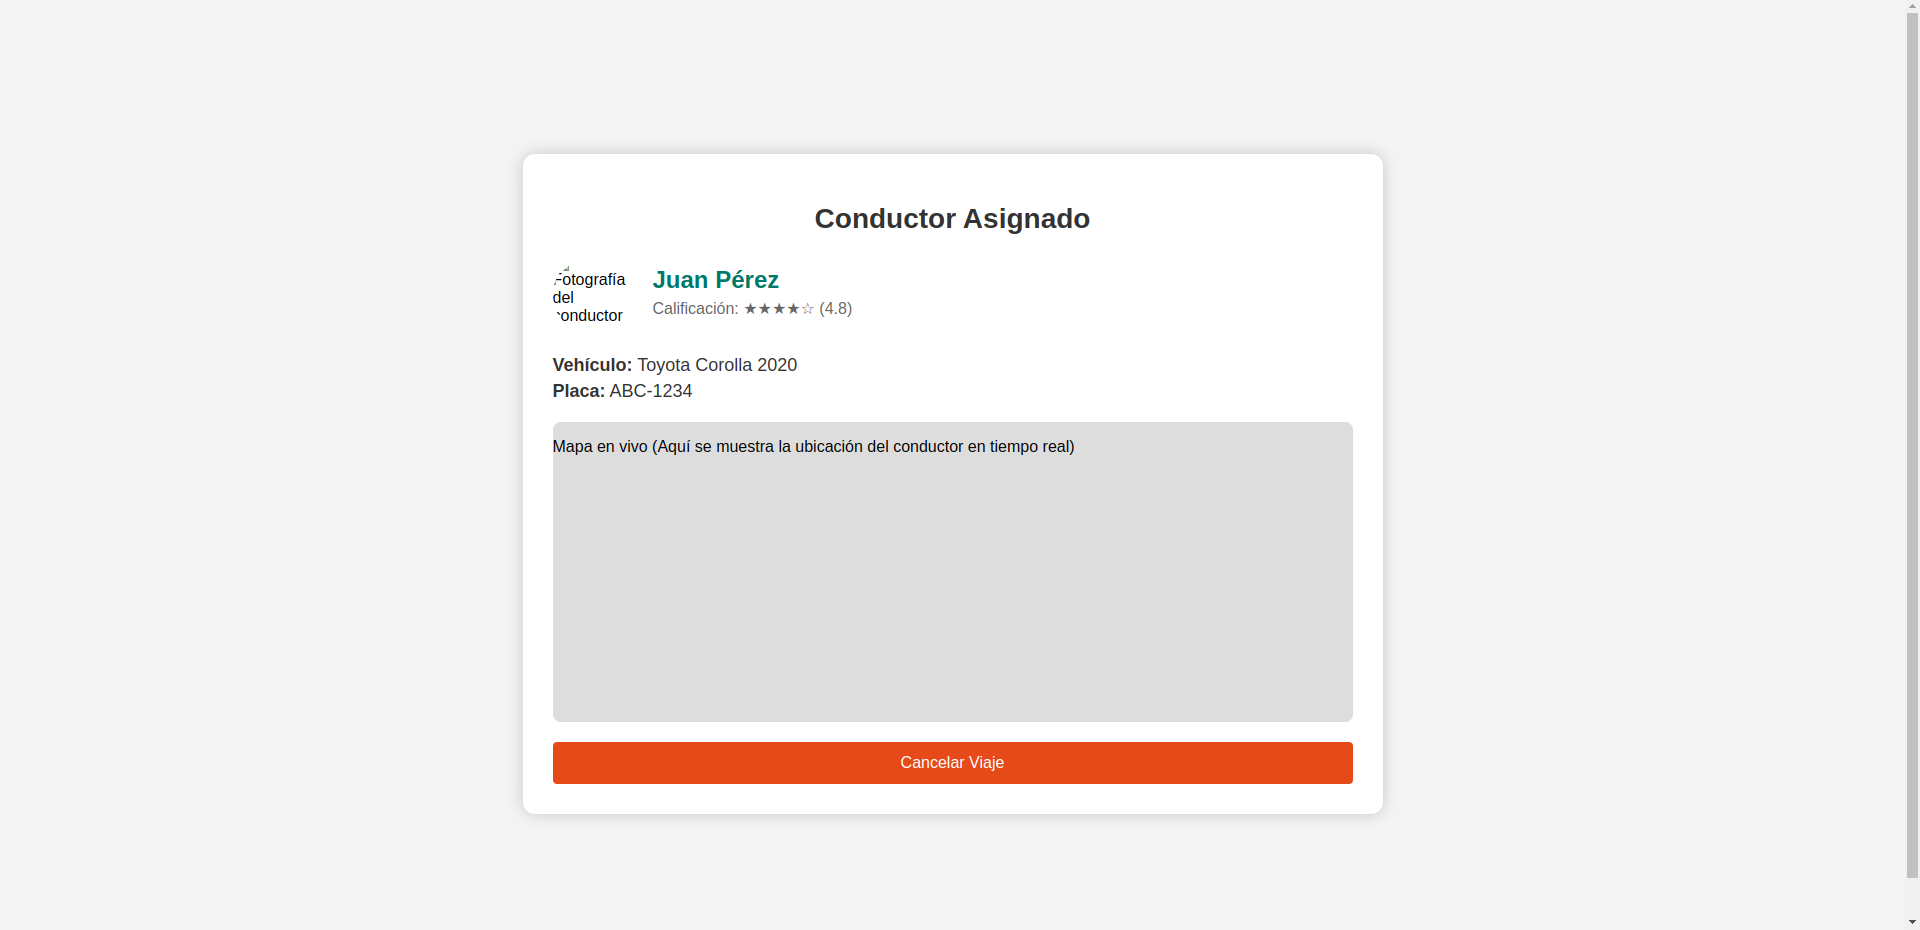 Conductor Asignado
Fotografía
del
conductor
Juan Pérez
Calificación: ★★★★☆ (4.8)
Vehículo: Toyota Corolla 2020
Placa: ABC-1234
Mapa en vivo (Aquí se muestra la ubicación del conductor en tiempo real)
Cancelar Viaje